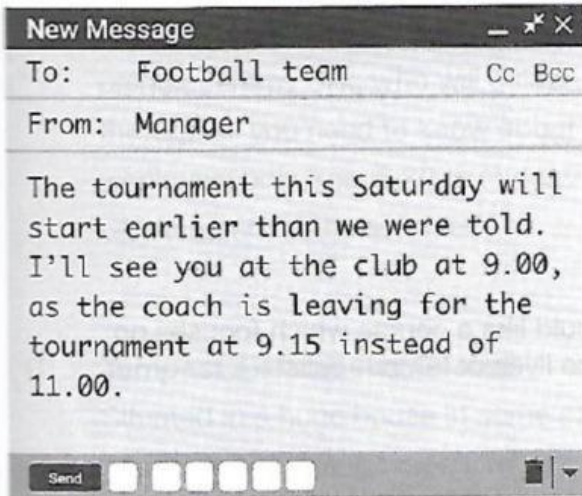 New Message
To: Football team Cc Bcc
From: Manager
The tournament this Saturday will
start earlier than we were told.
I'll see you at the club at 9.00,
as the coach is leaving for the
tournament at 9.15 instead of
11.00.
Send